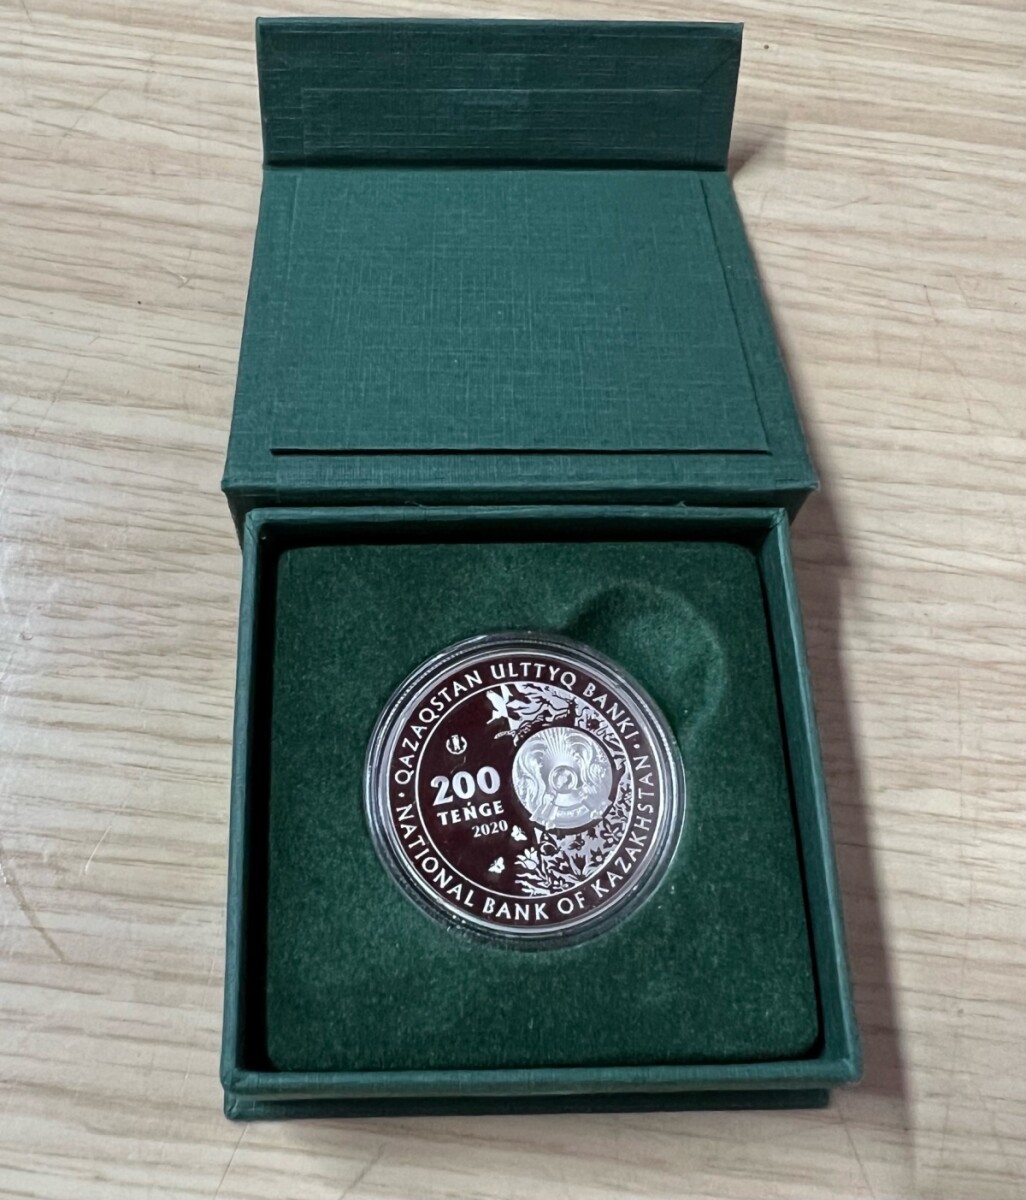 QAZAQSTAN ULTTYQ BANKI
200
TEŃGE
2020
NATIONAL BANK OF KAZAKHSTAN